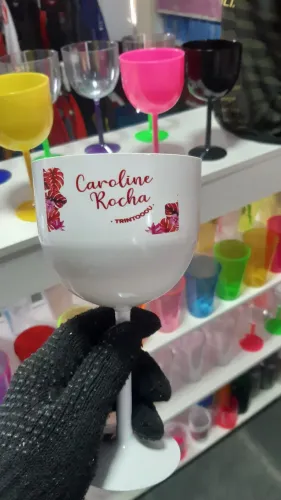 Caroline
Rocha
· TRINTOOOU ·